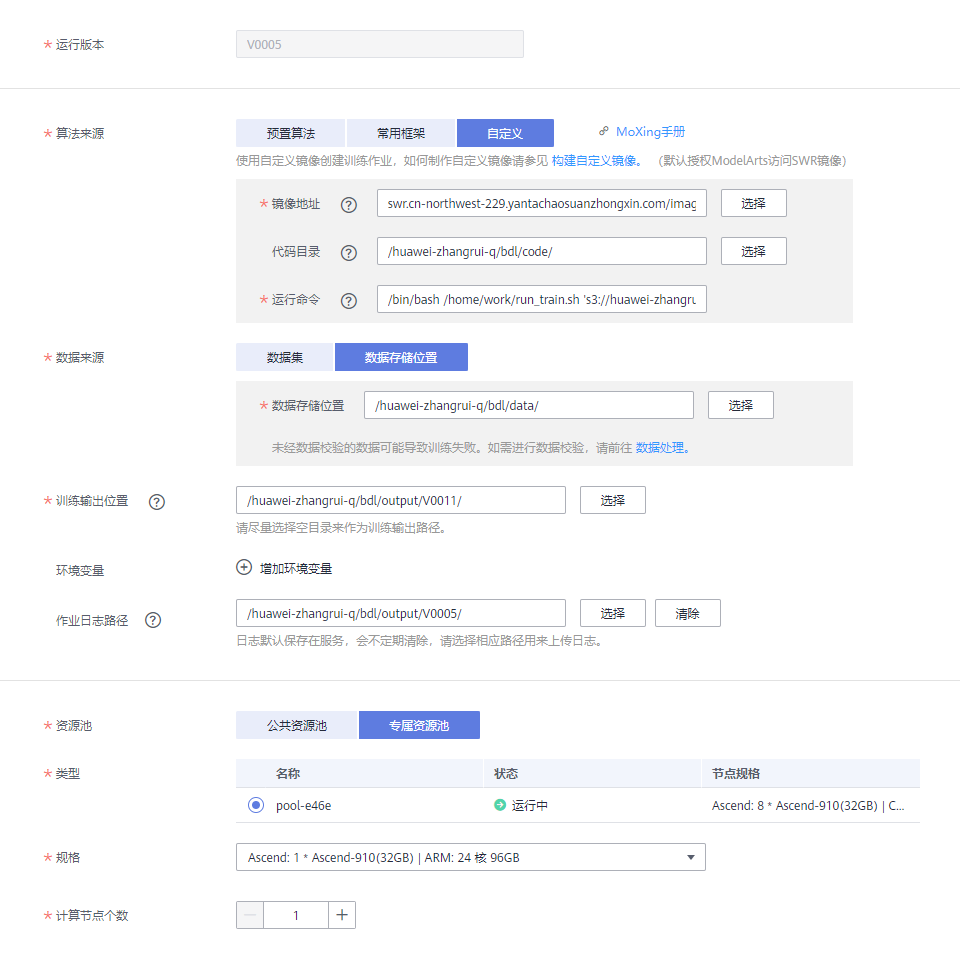 * 运行版本 V0005
* 算法来源 预置算法 常用框架 自定义 MoXing手册
使用自定义镜像创建训练作业，如何制作自定义镜像请参见 构建自定义镜像。 （默认授权ModelArts访问SWR镜像）
* 镜像地址 ? swr.cn-northwest-229.yantachaosuanzhongxin.com/imag 选择
代码目录 ? /huawei-zhangrui-q/bdl/code/ 选择
* 运行命令 ? /bin/bash /home/work/run_train.sh 's3://huawei-zhangru
* 数据来源 数据集 数据存储位置
* 数据存储位置 /huawei-zhangrui-q/bdl/data/ 选择
未经数据校验的数据可能导致训练失败。如需进行数据校验，请前往 数据处理。
* 训练输出位置 ? /huawei-zhangrui-q/bdl/output/V0011/ 选择
请尽量选择空目录来作为训练输出路径。
环境变量 增加环境变量
作业日志路径 ? /huawei-zhangrui-q/bdl/output/V0005/ 选择 清除
日志默认保存在服务，会不定期清除，请选择相应路径用来上传日志。
* 资源池 公共资源池 专属资源池
* 类型 名称 状态 节点规格
pool-e46e 运行中 Ascend: 8 * Ascend-910(32GB) | C...
* 规格 Ascend: 1 * Ascend-910(32GB) | ARM: 24 核 96GB
* 计算节点个数 — 1 +